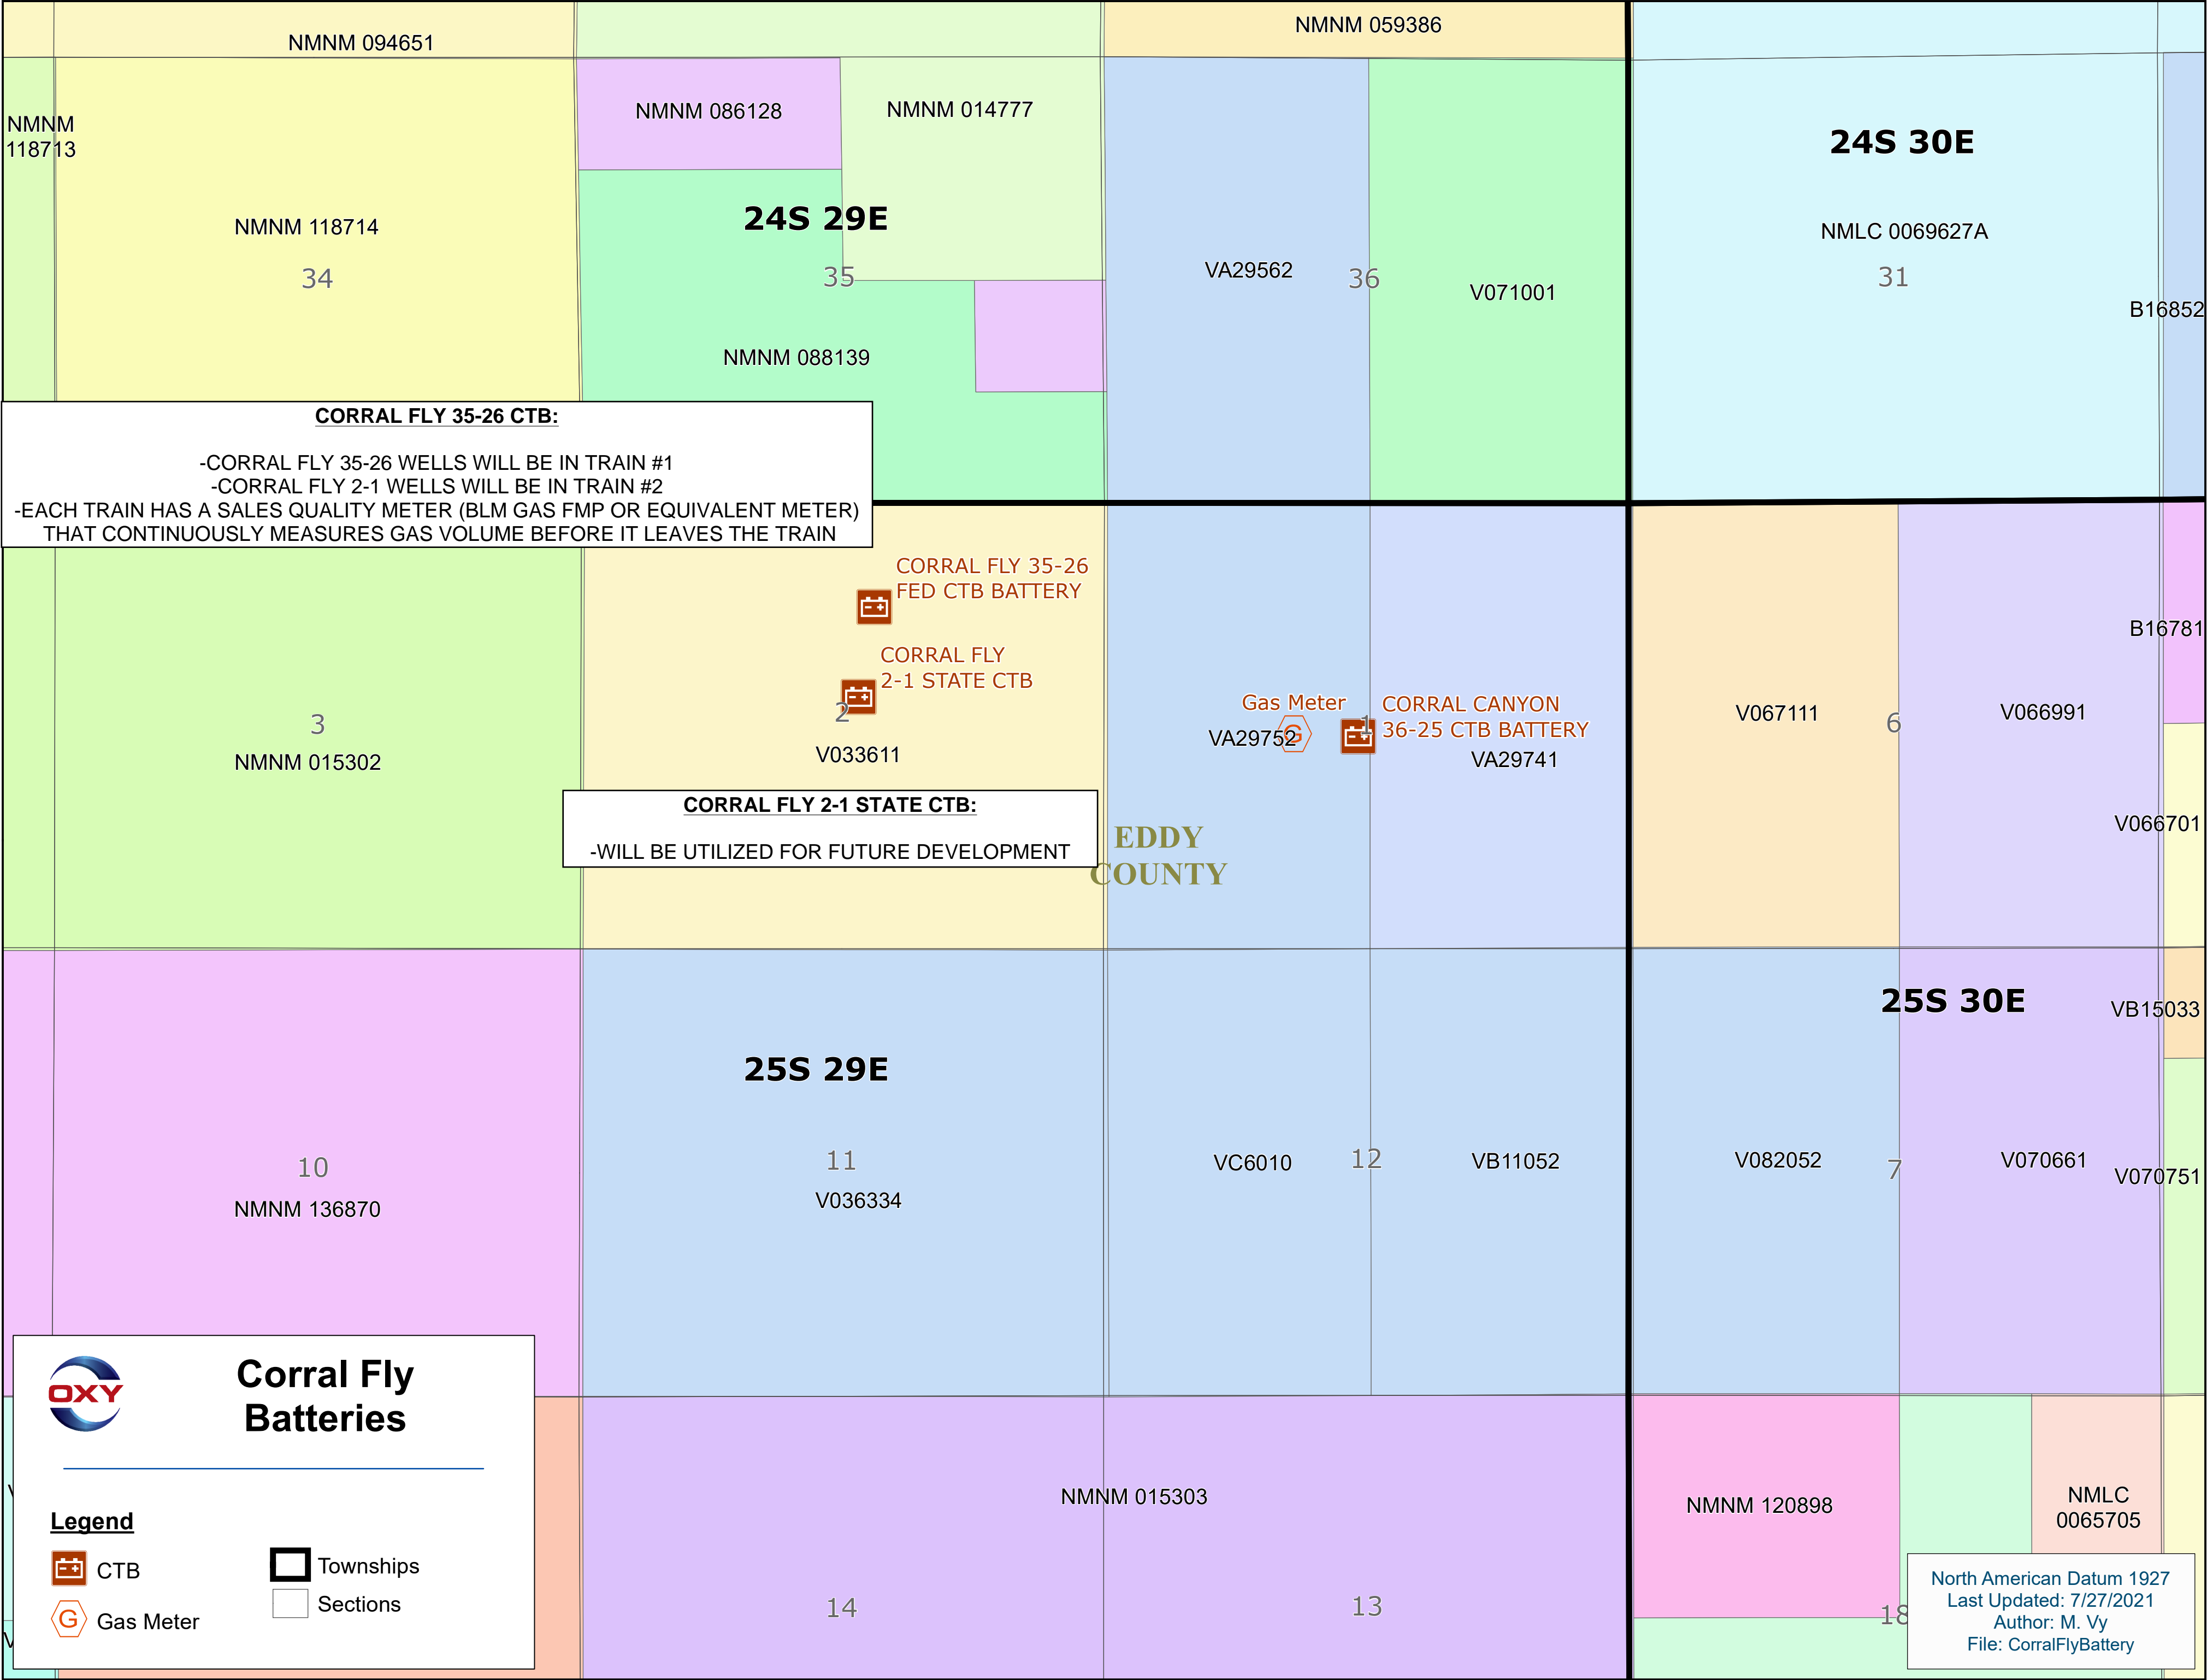 NMNM 094651
NMNM 059386
NMNM
118713
NMNM 086128
NMNM 014777
24S 30E
NMNM 118714
24S 29E
NMLC 0069627A
34
35
VA29562
36
V071001
31
B16852
NMNM 088139
CORRAL FLY 35-26 CTB:
-CORRAL FLY 35-26 WELLS WILL BE IN TRAIN #1
-CORRAL FLY 2-1 WELLS WILL BE IN TRAIN #2
-EACH TRAIN HAS A SALES QUALITY METER (BLM GAS FMP OR EQUIVALENT METER)
THAT CONTINUOUSLY MEASURES GAS VOLUME BEFORE IT LEAVES THE TRAIN
CORRAL FLY 35-26
FED CTB BATTERY
CORRAL FLY
2-1 STATE CTB
B16781
3
NMNM 015302
2
V033611
Gas Meter
G
VA29752
1
CORRAL CANYON
36-25 CTB BATTERY
VA29741
V067111
6
V066991
CORRAL FLY 2-1 STATE CTB:
-WILL BE UTILIZED FOR FUTURE DEVELOPMENT
EDDY
COUNTY
V066701
25S 30E
VB15033
25S 29E
10
NMNM 136870
11
V036334
VC6010
12
VB11052
V082052
7
V070661
V070751
OXY
Corral Fly
Batteries
Legend
CTB
G
Gas Meter
Townships
Sections
NMNM 015303
14
13
NMNM 120898
NMLC
0065705
18
North American Datum 1927
Last Updated: 7/27/2021
Author: M. Vy
File: CorralFlyBattery